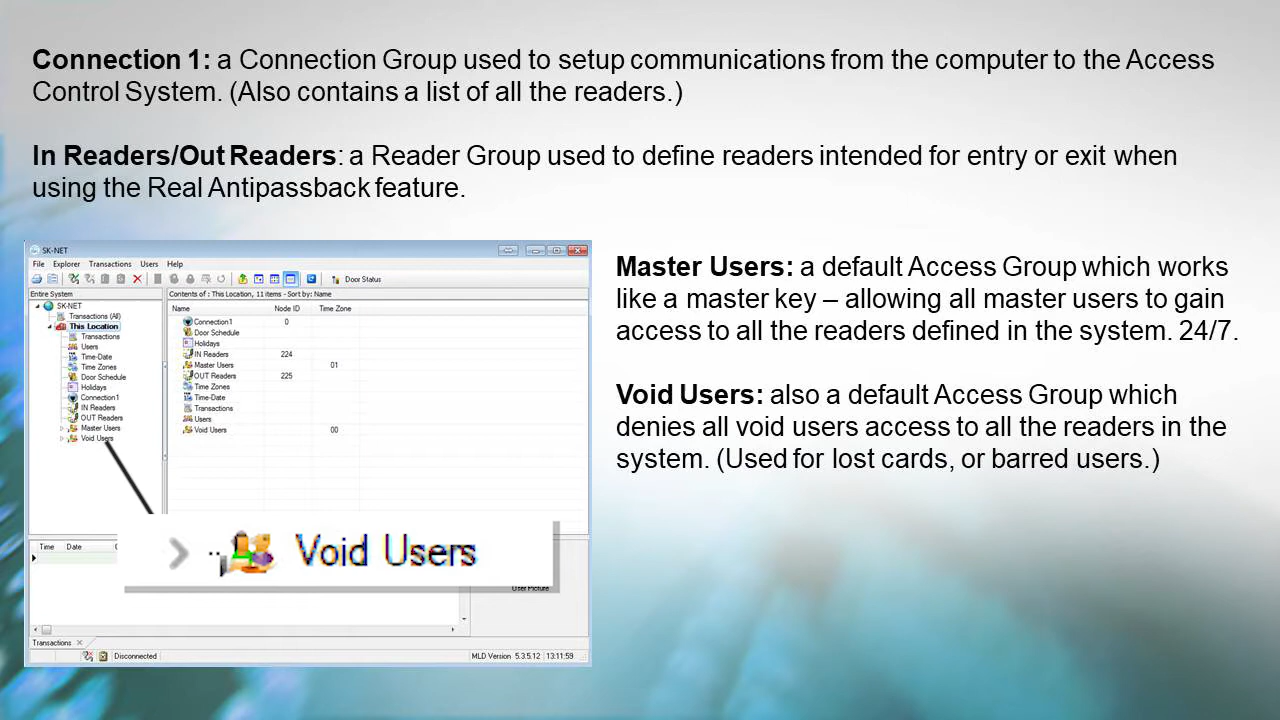 Connection 1: a Connection Group used to setup communications from the computer to the Access
Control System. (Also contains a list of all the readers.)
In Readers/Out Readers: a Reader Group used to define readers intended for entry or exit when
using the Real Antipassback feature.
SK-NET
File Explorer Transactions Users Help
Door Status
Entire System
SK-NET
Transactions (All)
This Location
Transactions
Users
Time-Date
Time Zones
Door Schedule
Holidays
Connection1
IN Readers
OUT Readers
Master Users
Void Users
Contents of : This Location, 11 items - Sort by: Name
Name Node ID Time Zone
Connection1 0
Door Schedule
Holidays
IN Readers 224
Master Users 01
OUT Readers 225
Time Zones
Time-Date
Transactions
Users
Void Users 00
Time Date
Void Users
User Picture
Transactions
Disconnected
MLD Version 5.3.5.12 13:11:59
Master Users: a default Access Group which works
like a master key – allowing all master users to gain
access to all the readers defined in the system. 24/7.
Void Users: also a default Access Group which
denies all void users access to all the readers in the
system. (Used for lost cards, or barred users.)